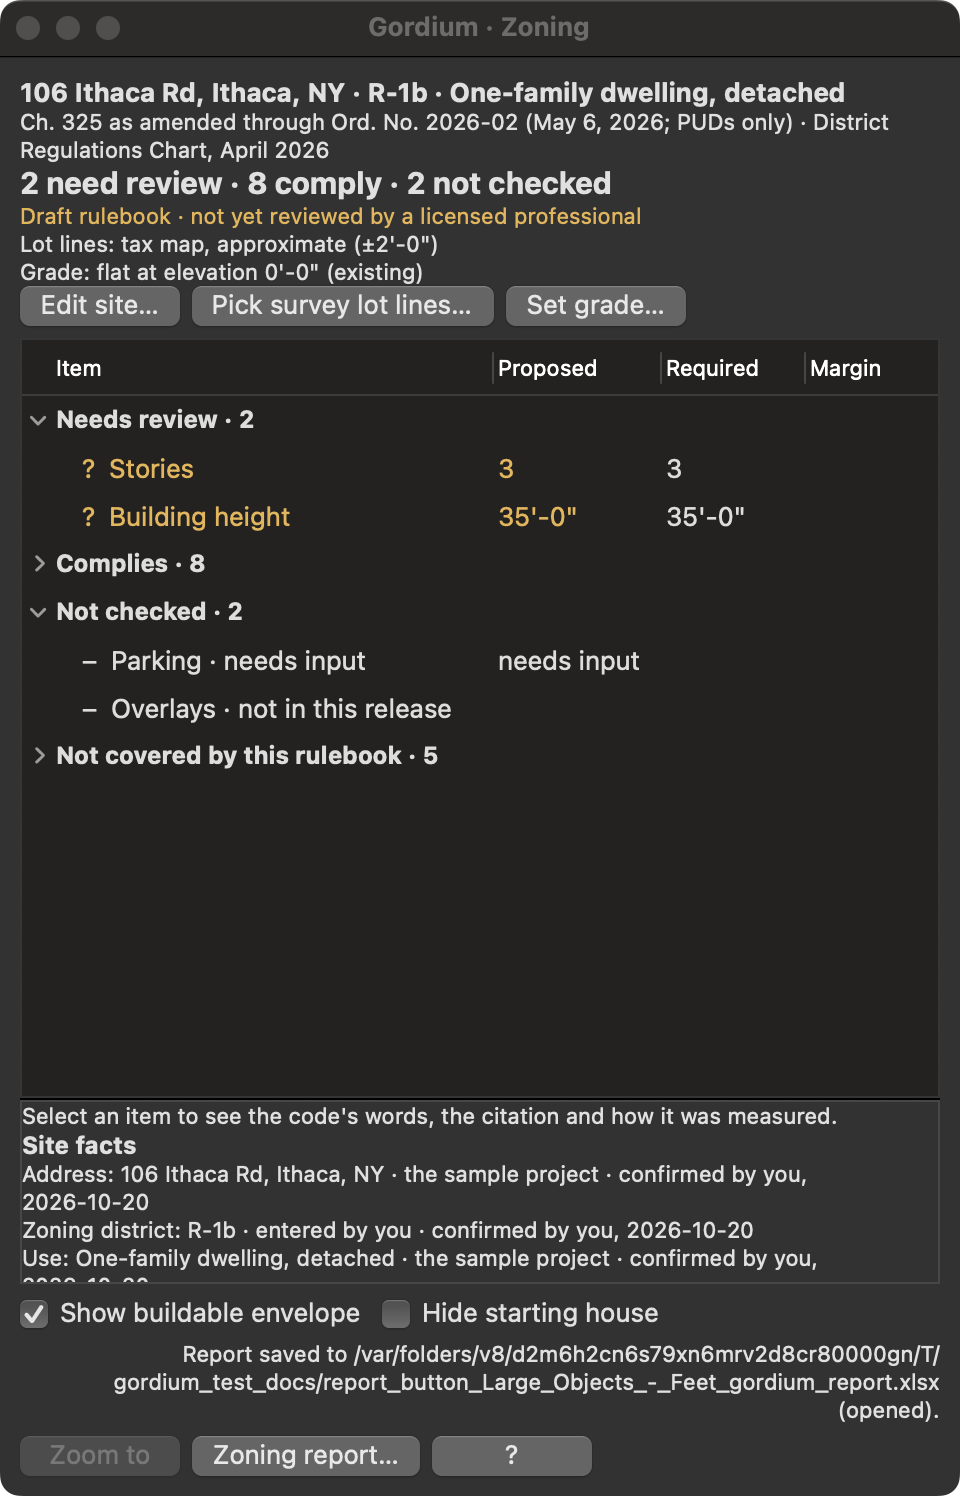 Gordium · Zoning
106 Ithaca Rd, Ithaca, NY · R-1b · One-family dwelling, detached
Ch. 325 as amended through Ord. No. 2026-02 (May 6, 2026; PUDs only) · District
Regulations Chart, April 2026
2 need review · 8 comply · 2 not checked
Draft rulebook · not yet reviewed by a licensed professional
Lot lines: tax map, approximate (±2'-0")
Grade: flat at elevation 0'-0" (existing)
Edit site... Pick survey lot lines... Set grade...
Item Proposed Required Margin
Needs review · 2
? Stories 3 3
? Building height 35'-0" 35'-0"
Complies · 8
Not checked · 2
– Parking · needs input needs input
– Overlays · not in this release
Not covered by this rulebook · 5
Select an item to see the code's words, the citation and how it was measured.
Site facts
Address: 106 Ithaca Rd, Ithaca, NY · the sample project · confirmed by you,
2026-10-20
Zoning district: R-1b · entered by you · confirmed by you, 2026-10-20
Use: One-family dwelling, detached · the sample project · confirmed by you,
Show buildable envelope Hide starting house
Report saved to /var/folders/v8/d2m6h2cn6s79xn6mrv2d8cr80000gn/T/
gordium_test_docs/report_button_Large_Objects_-_Feet_gordium_report.xlsx
(opened).
Zoom to Zoning report... ?